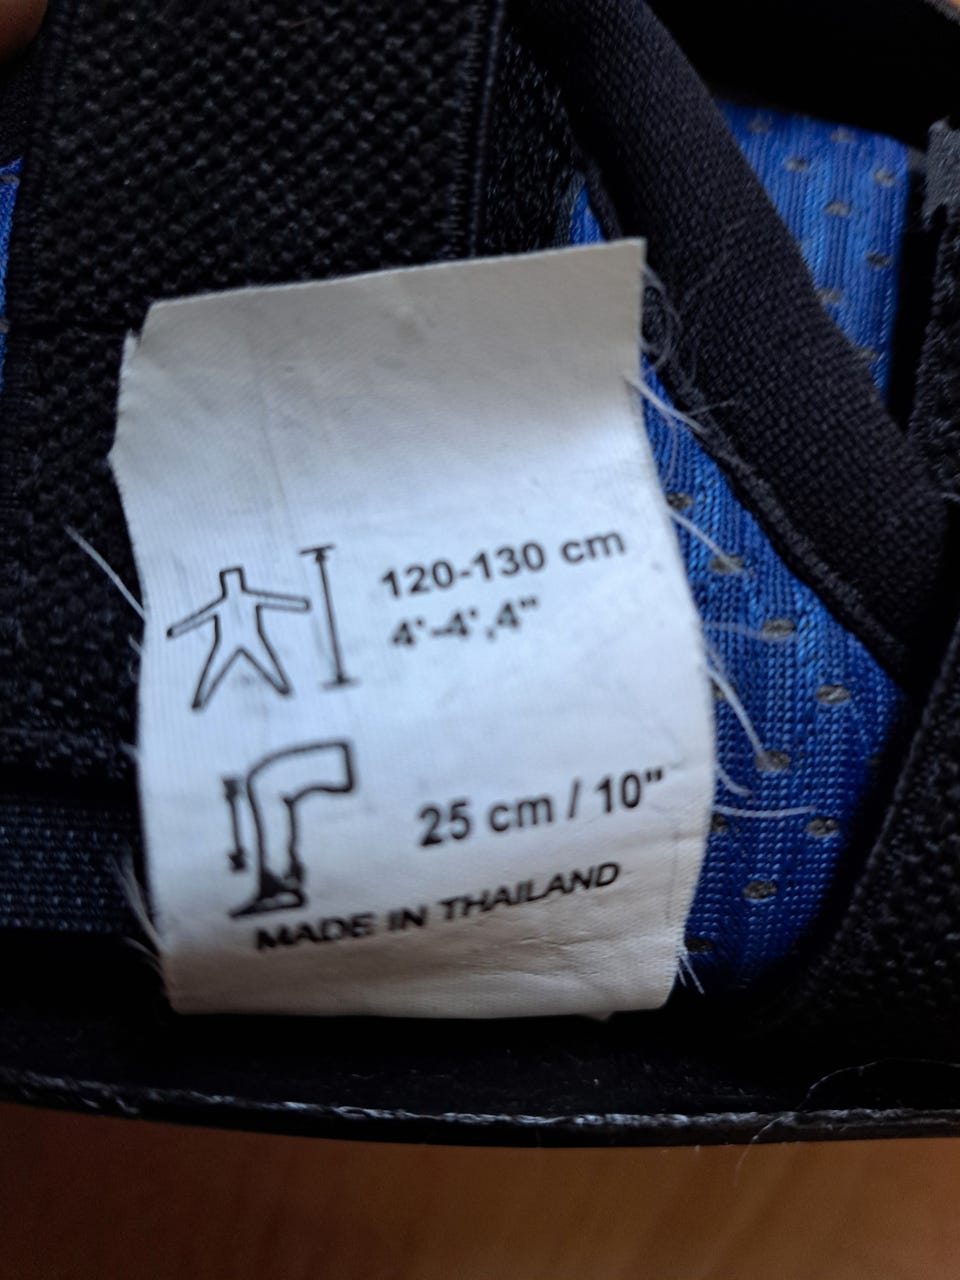 120-130 cm
4'-4',4"
25 cm / 10"
MADE IN THAILAND